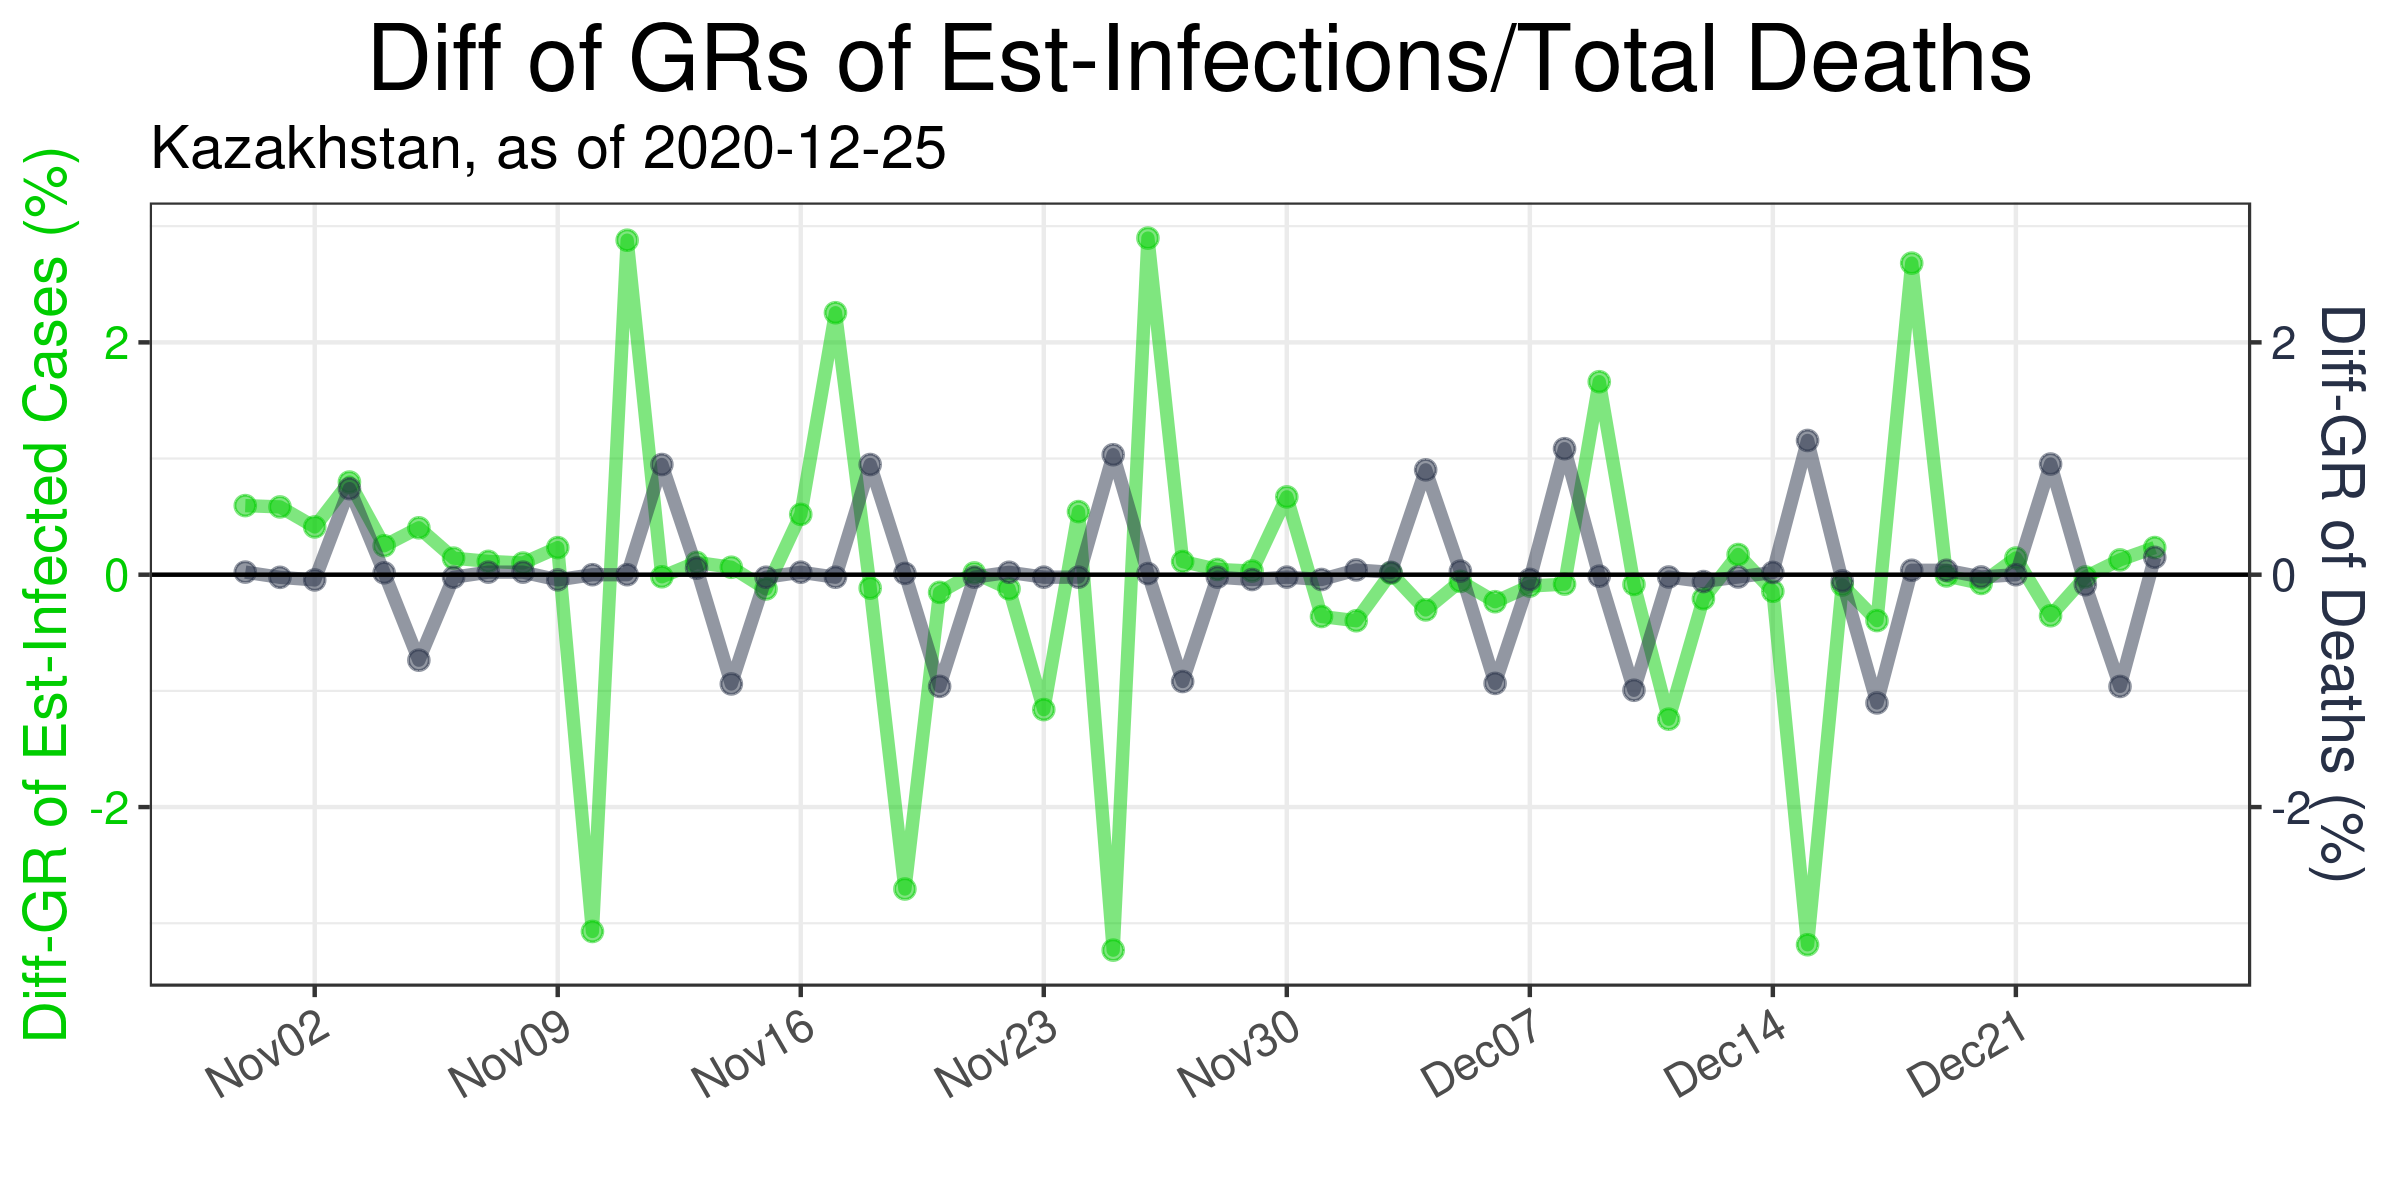 Diff of GRs of Est-Infections/Total Deaths
Kazakhstan, as of 2020-12-25
Diff-GR of Est-Infected Cases (%)
2
0
-2
2
0
-2
Diff-GR of Deaths (%)
Nov02
Nov09
Nov16
Nov23
Nov30
Dec07
Dec14
Dec21